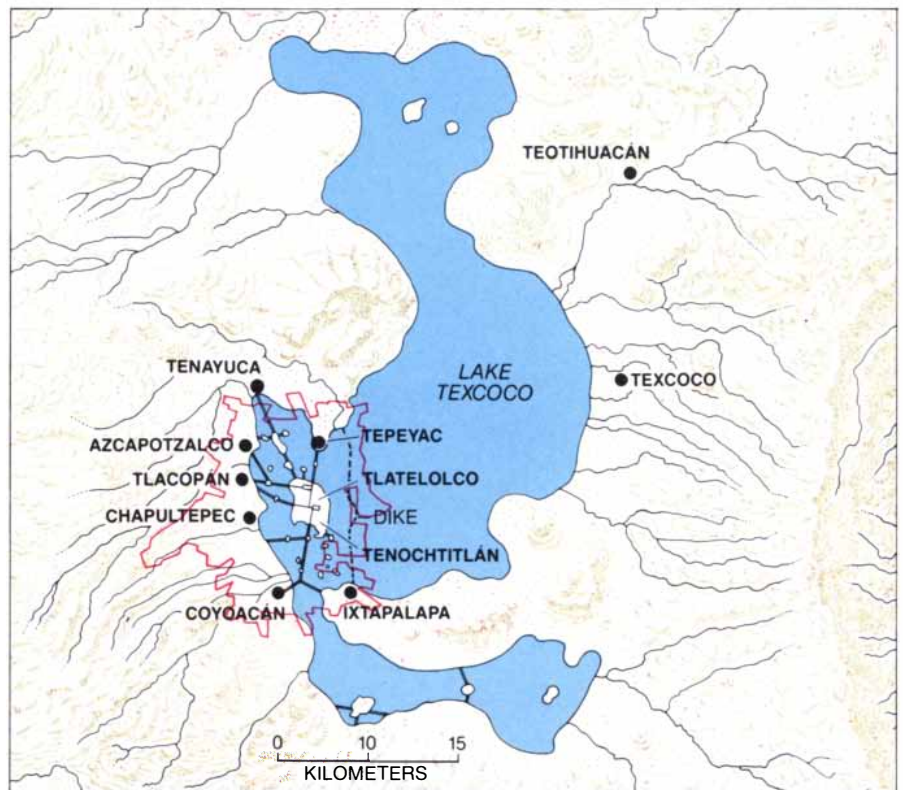 TEOTIHUACÁN
TENAYUCA
LAKE
TEXCOCO
TEXCOCO
AZCAPOTZALCO
TEPEYAC
TLACOPAN
TLATELOLCO
CHAPULTEPEC
DIKE
TENOCHTITLÁN
COYOACÁN
IXTAPALAPA
0 10 15
KILOMETERS